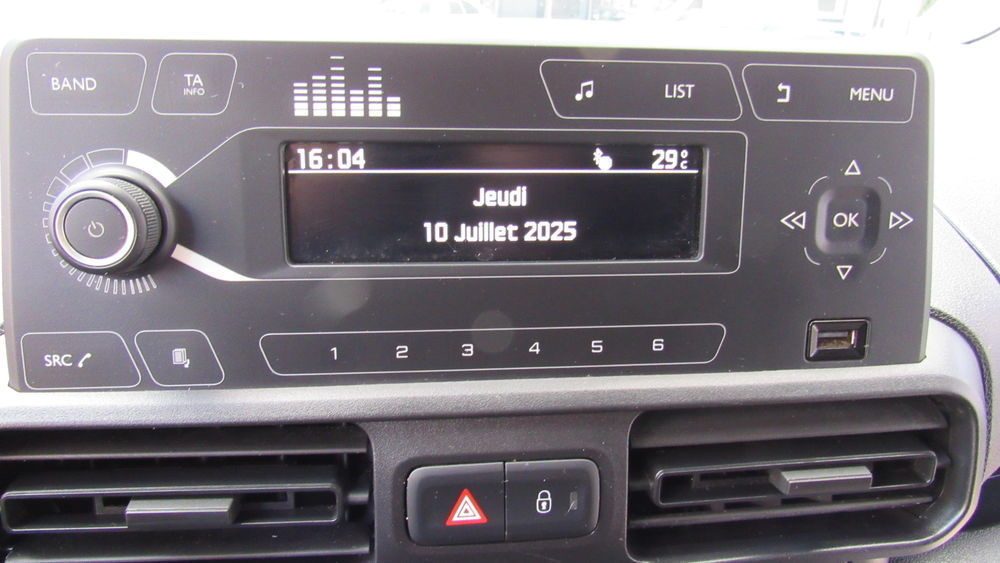 BAND
TA
INFO
LIST
MENU
16:04
29°C
Jeudi
10 Juillet 2025
OK
SRC
1 2 3 4 5 6